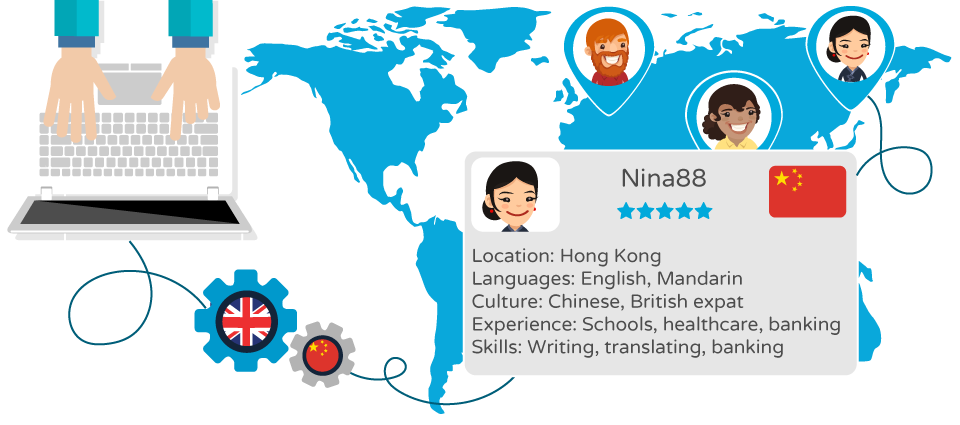 Nina88
Location: Hong Kong
Languages: English, Mandarin
Culture: Chinese, British expat
Experience: Schools, healthcare, banking
Skills: Writing, translating, banking